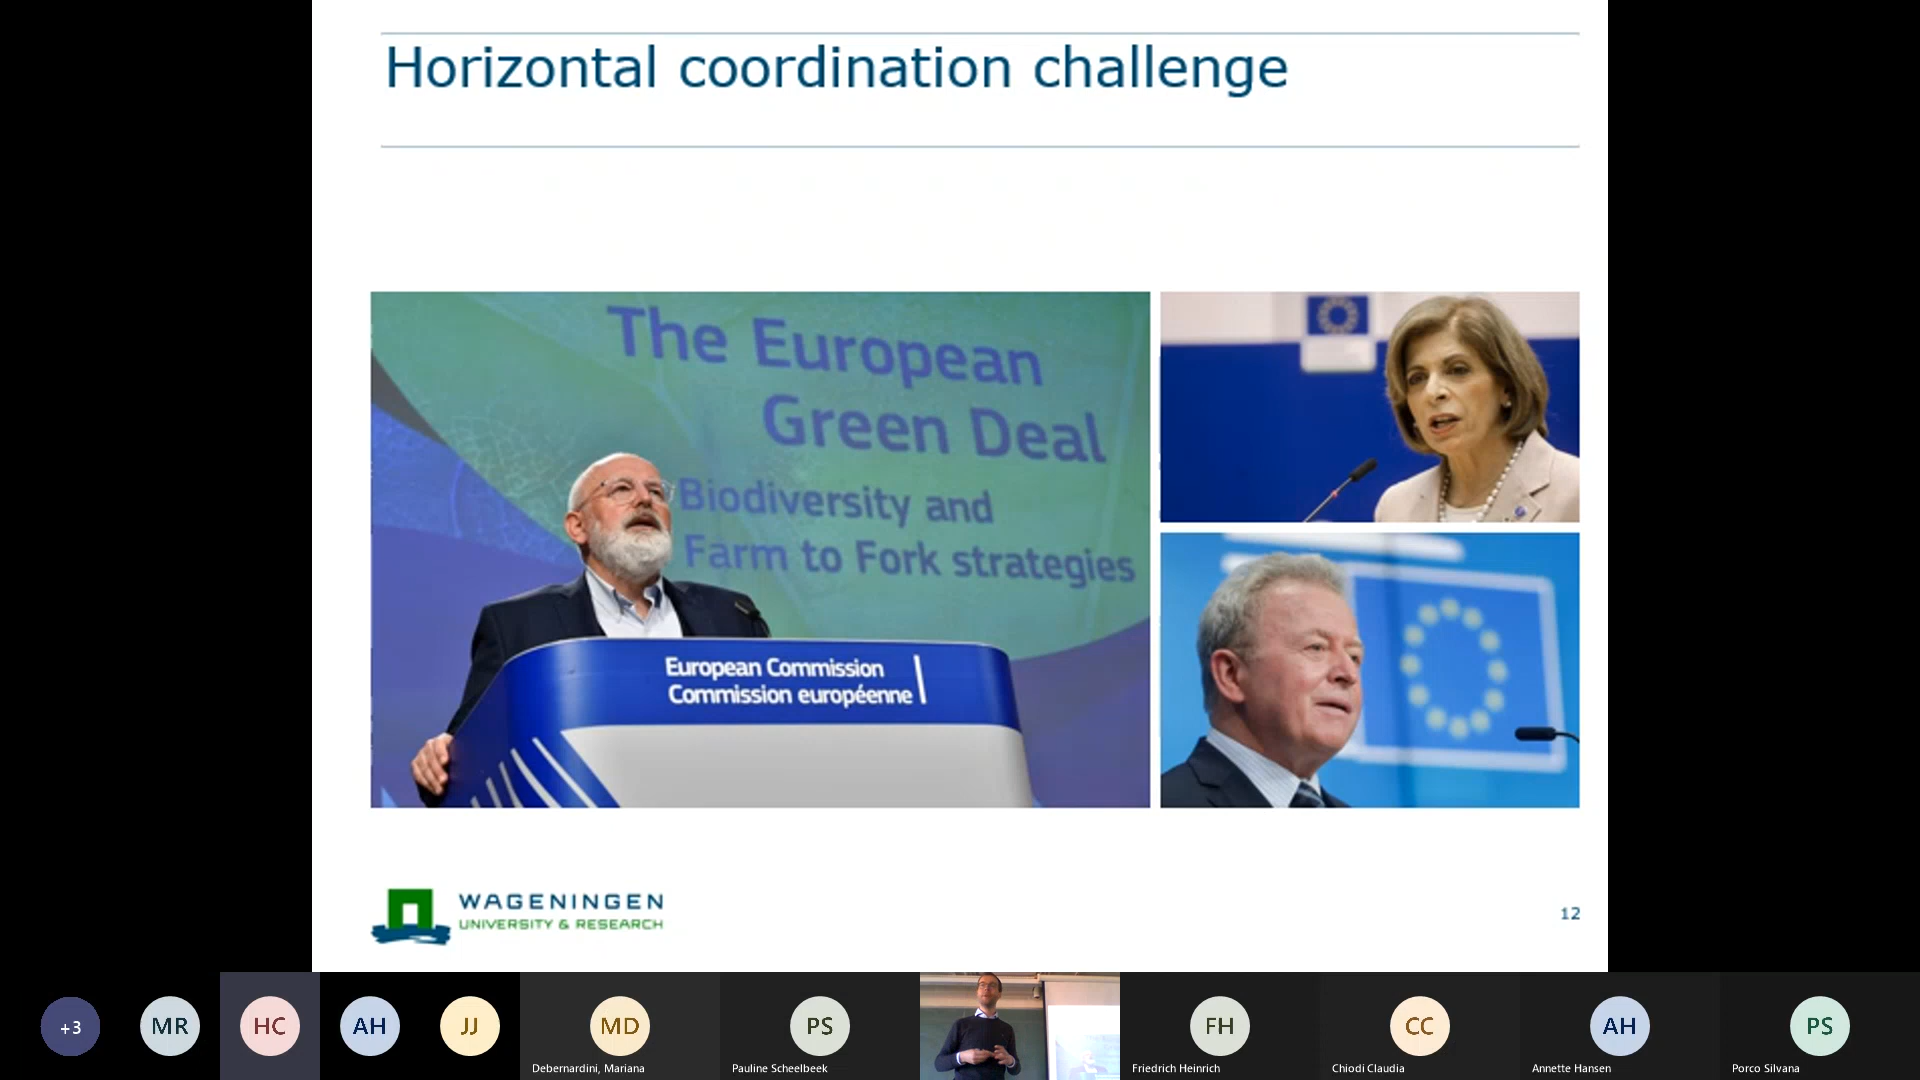 Horizontal coordination challenge
The European
Green Deal
Biodiversity and
Farm to Fork strategies
European Commission
Commission européenne
WAGENINGEN
UNIVERSITY & RESEARCH
12
+3
MR
HC
AH
JJ
MD
Debernardini, Mariana
PS
Pauline Scheelbeek
FH
Friedrich Heinrich
CC
Chiodi Claudia
AH
Annette Hansen
PS
Porco Silvana